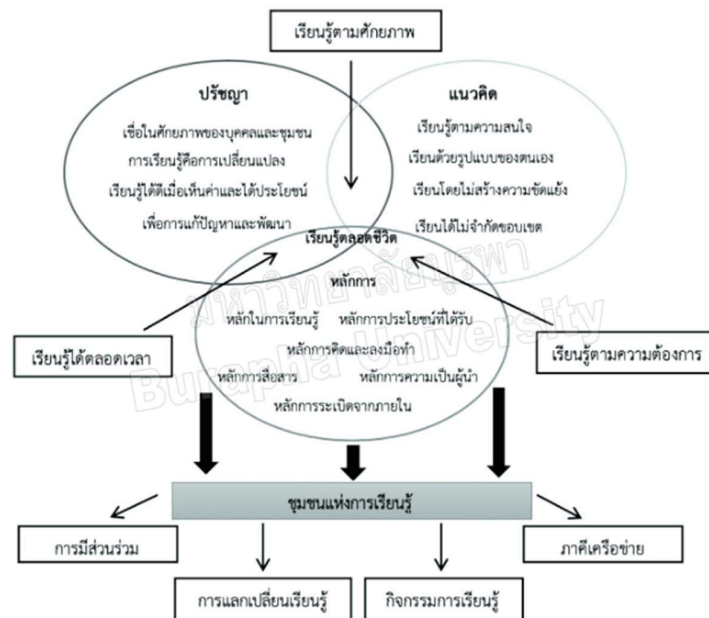 เรียนรู้ตามศักยภาพ
ปรัชญา
เชื่อในศักยภาพของบุคคลและชุมชน
การเรียนรู้คือการเปลี่ยนแปลง
เรียนรู้ได้ดีเมื่อเห็นค่าและได้ประโยชน์
เพื่อการแก้ปัญหาและพัฒนา
แนวคิด
เรียนรู้ตามความสนใจ
เรียนด้วยรูปแบบของตนเอง
เรียนโดยไม่สร้างความขัดแย้ง
เรียนได้ไม่จำกัดขอบเขต
เรียนรู้ตลอดชีวิต
หลักการ
หลักในการเรียนรู้ หลักการประโยชน์ที่ได้รับ
หลักการคิดและลงมือทำ
หลักการสื่อสาร หลักการความเป็นผู้นำ
หลักการระเบิดจากภายใน
มหาวิทยาลัยบูรพา
Burapha University
เรียนรู้ได้ตลอดเวลา
เรียนรู้ตามความต้องการ
ชุมชนแห่งการเรียนรู้
การมีส่วนร่วม
ภาคีเครือข่าย
การแลกเปลี่ยนเรียนรู้
กิจกรรมการเรียนรู้